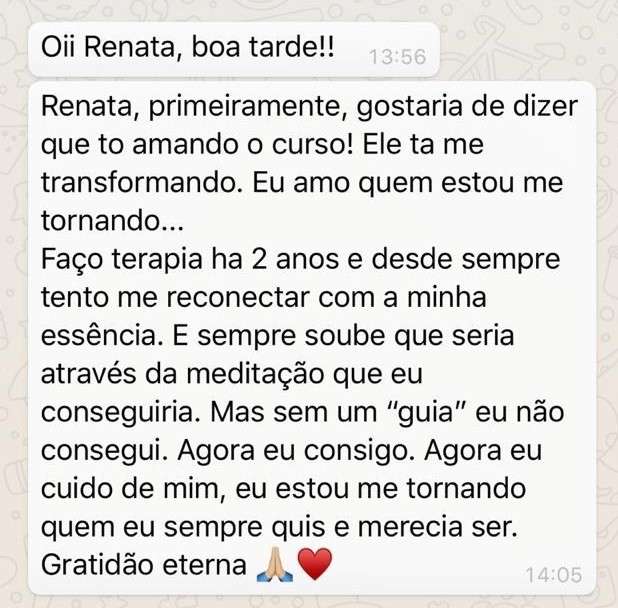 Oii Renata, boa tarde!!
13:56
Renata, primeiramente, gostaria de dizer
que to amando o curso! Ele ta me
transformando. Eu amo quem estou me
tornando...
Faço terapia ha 2 anos e desde sempre
tento me reconectar com a minha
essência. E sempre soube que seria
através da meditação que eu
conseguiria. Mas sem um “guia” eu não
consegui. Agora eu consigo. Agora eu
cuido de mim, eu estou me tornando
quem eu sempre quis e merecia ser.
Gratidão eterna 🙏🏼♥️
14:05